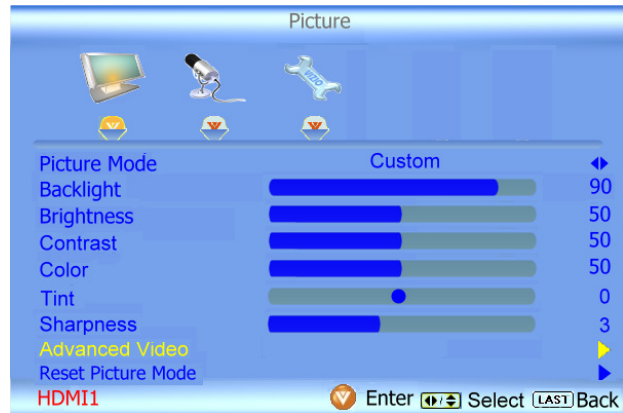 Picture
VIZIO
Picture Mode Custom
Backlight 90
Brightness 50
Contrast 50
Color 50
Tint 0
Sharpness 3
Advanced Video
Reset Picture Mode
HDMI1 V Enter Select LAST Back